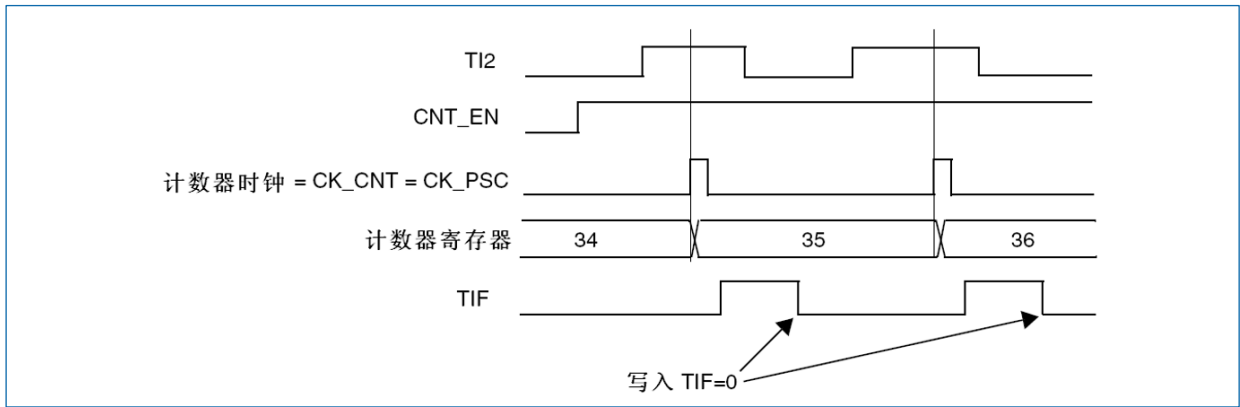 TI2
CNT_EN
计数器时钟 = CK_CNT = CK_PSC
计数器寄存器 34 35 36
TIF
写入 TIF=0